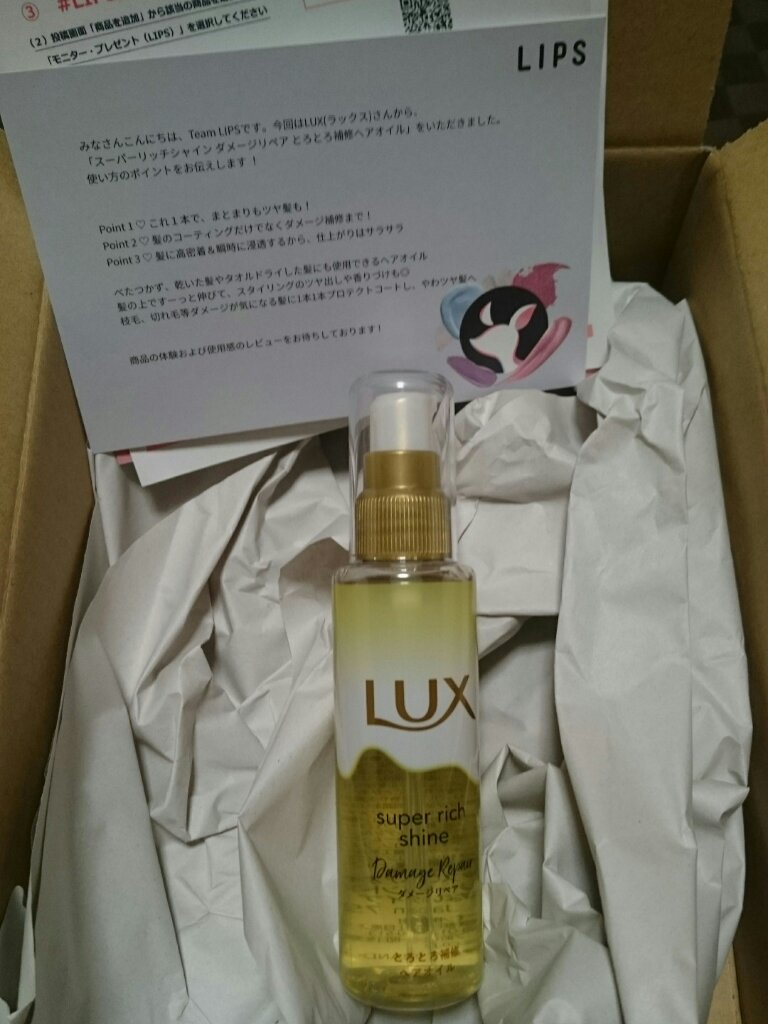 ③ #LIPS
(2) 投稿画面「商品を追加」から該当の商品を
「モニター・プレゼント (LIPS) 」を選択してください
LIPS
みなさんこんにちは、Team LIPSです。今回はLUX(ラックス)さんから、
「スーパーリッチシャイン ダメージリペア とろとろ補修ヘアオイル」をいただきました。
使い方のポイントをお伝えします！
Point 1 ♡ これ1本で、まとまりもツヤ髪も！
Point 2 ♡ 髪のコーティングだけでなくダメージ補修まで！
Point 3 ♡ 髪に高密着＆瞬時に浸透するから、仕上がりはサラサラ
べたつかず、乾いた髪やタオルドライした髪にも使用できるヘアオイル
髪の上ですーっと伸びて、スタイリングのツヤ出しや香りづけも◎
枝毛、切れ毛等ダメージが気になる髪に1本1本プロテクトコートし、やわツヤ髪へ
商品の体験および使用感のレビューをお待ちしております！
LUX
super rich
shine
Damage Repair
ダメージリペア
とろとろ補修
ヘアオイル